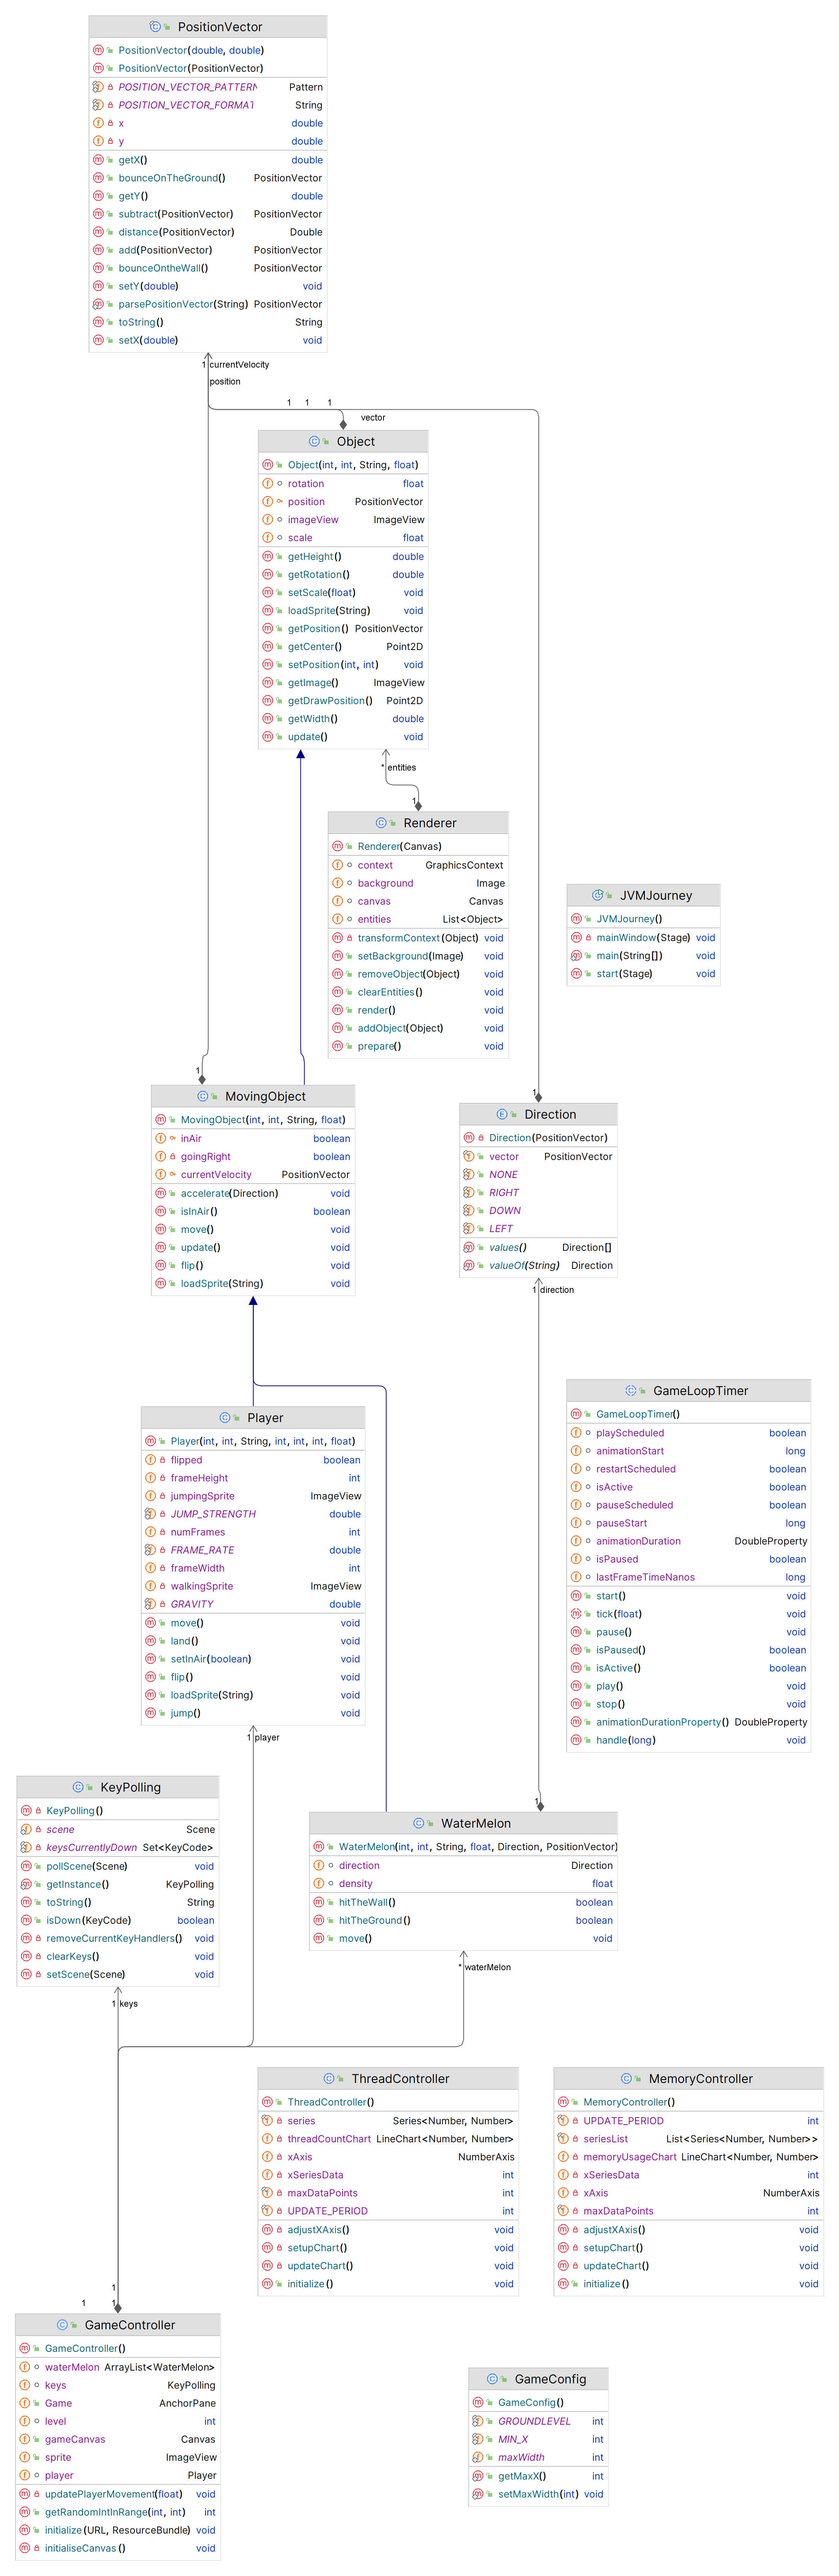 PositionVector
PositionVector(double, double)
PositionVector(PositionVector)
POSITION_VECTOR_PATTERN Pattern
POSITION_VECTOR_FORMAT String
x double
y double
getX() double
bounceOnTheGround() PositionVector
getY() double
subtract(PositionVector) PositionVector
distance(PositionVector) Double
add(PositionVector) PositionVector
bounceOntheWall() PositionVector
setY(double) void
parsePositionVector(String) PositionVector
toString() String
setX(double) void
1 currentVelocity
position
1 1 1
vector
Object
Object(int, int, String, float)
rotation float
position PositionVector
imageView ImageView
scale float
getHeight() double
getRotation() double
setScale(float) void
loadSprite(String) void
getPosition() PositionVector
getCenter() Point2D
setPosition(int, int) void
getImage() ImageView
getDrawPosition() Point2D
getWidth() double
update() void
* entities
1
Renderer
Renderer(Canvas)
context GraphicsContext
background Image
canvas Canvas
entities List<Object>
transformContext(Object) void
setBackground(Image) void
removeObject(Object) void
clearEntities() void
render() void
addObject(Object) void
prepare() void
JVMJourney
JVMJourney()
mainWindow(Stage) void
main(String[]) void
start(Stage) void
1
MovingObject
MovingObject(int, int, String, float)
inAir boolean
goingRight boolean
currentVelocity PositionVector
accelerate(Direction) void
isInAir() boolean
move() void
update() void
flip() void
loadSprite(String) void
1
Direction
Direction(PositionVector)
vector PositionVector
NONE
RIGHT
DOWN
LEFT
values() Direction[]
valueOf(String) Direction
1 direction
GameLoopTimer
GameLoopTimer()
playScheduled boolean
animationStart long
restartScheduled boolean
isActive boolean
pauseScheduled boolean
pauseStart long
animationDuration DoubleProperty
isPaused boolean
lastFrameTimeNanos long
start() void
tick(float) void
pause() void
isPaused() boolean
isActive() boolean
play() void
stop() void
animationDurationProperty() DoubleProperty
handle(long) void
Player
Player(int, int, String, int, int, int, float)
flipped boolean
frameHeight int
jumpingSprite ImageView
JUMP_STRENGTH double
numFrames int
FRAME_RATE double
frameWidth int
walkingSprite ImageView
GRAVITY double
move() void
land() void
setInAir(boolean) void
flip() void
loadSprite(String) void
jump() void
1 player
KeyPolling
KeyPolling()
scene Scene
keysCurrentlyDown Set<KeyCode>
pollScene(Scene) void
getInstance() KeyPolling
toString() String
isDown(KeyCode) boolean
removeCurrentKeyHandlers() void
clearKeys() void
setScene(Scene) void
1 keys
1
WaterMelon
WaterMelon(int, int, String, float, Direction, PositionVector)
direction Direction
density float
hitTheWall() boolean
hitTheGround() boolean
move() void
* waterMelon
ThreadController
ThreadController()
series Series<Number, Number>
threadCountChart LineChart<Number, Number>
xAxis NumberAxis
xSeriesData int
maxDataPoints int
UPDATE_PERIOD int
adjustXAxis() void
setupChart() void
updateChart() void
initialize() void
MemoryController
MemoryController()
UPDATE_PERIOD int
seriesList List<Series<Number, Number>>
memoryUsageChart LineChart<Number, Number>
xSeriesData int
xAxis NumberAxis
maxDataPoints int
adjustXAxis() void
setupChart() void
updateChart() void
initialize() void
1
1 1
GameController
GameController()
waterMelon ArrayList<WaterMelon>
keys KeyPolling
Game AnchorPane
level int
gameCanvas Canvas
sprite ImageView
player Player
updatePlayerMovement(float) void
getRandomIntInRange(int, int) int
initialize(URL, ResourceBundle) void
initialiseCanvas() void
GameConfig
GameConfig()
GROUNDLEVEL int
MIN_X int
maxWidth int
getMaxX() int
setMaxWidth(int) void